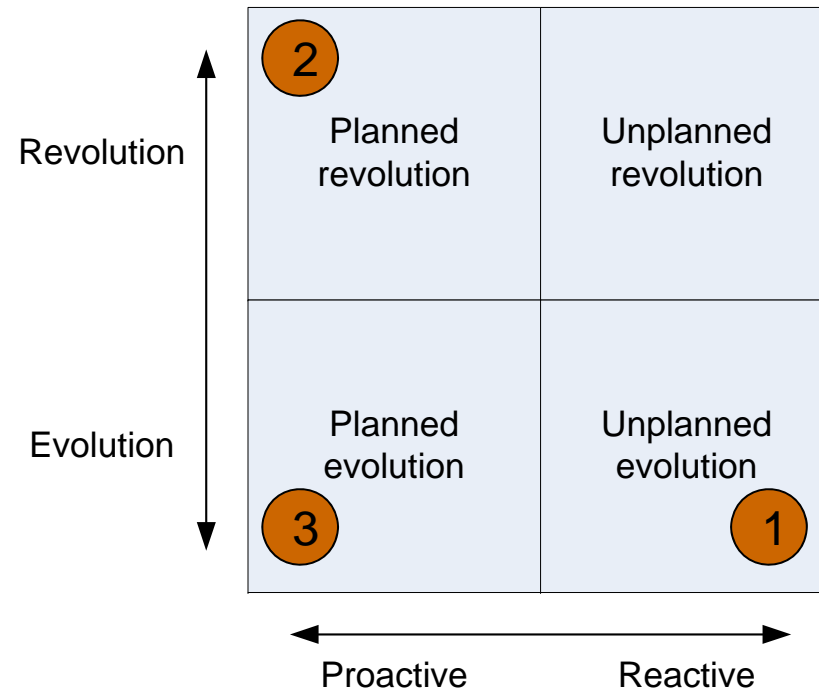 2
Planned
revolution
Unplanned
revolution
Revolution
Planned
evolution
Unplanned
evolution
Evolution
3
1
Proactive
Reactive